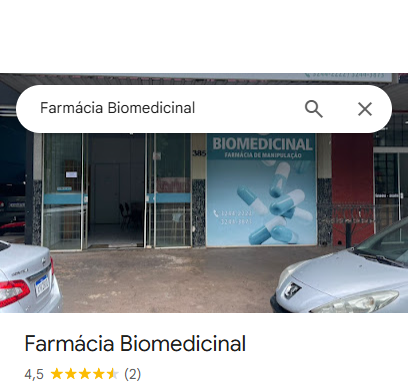 Farmácia Biomedicinal
385
BIOMEDICINAL
FARMÁCIA DE MANIPULAÇÃO
Farmácia Biomedicinal
4,5 (2)